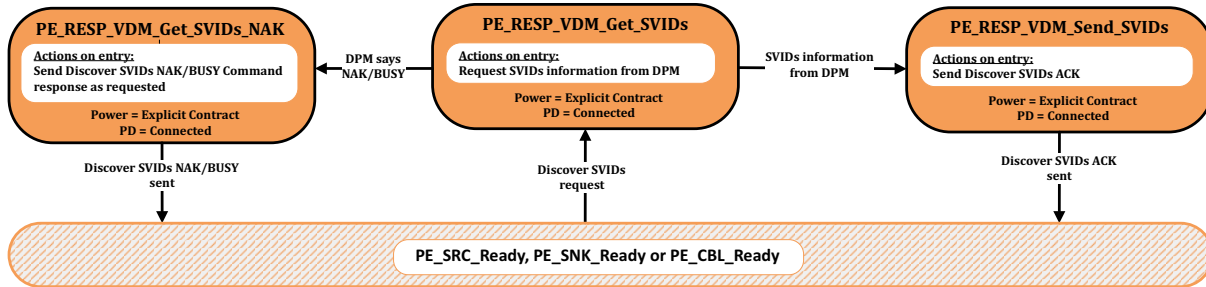 PE_RESP_VDM_Get_SVIDs_NAK
Actions on entry:
Send Discover SVIDs NAK/BUSY Command
response as requested
Power = Explicit Contract
PD = Connected
DPM says
NAK/BUSY
PE_RESP_VDM_Get_SVIDs
Actions on entry:
Request SVIDs information from DPM
Power = Explicit Contract
PD = Connected
SVIDs information
from DPM
PE_RESP_VDM_Send_SVIDs
Actions on entry:
Send Discover SVIDs ACK
Power = Explicit Contract
PD = Connected
Discover SVIDs NAK/BUSY
sent
Discover SVIDs
request
Discover SVIDs ACK
sent
PE_SRC_Ready, PE_SNK_Ready or PE_CBL_Ready